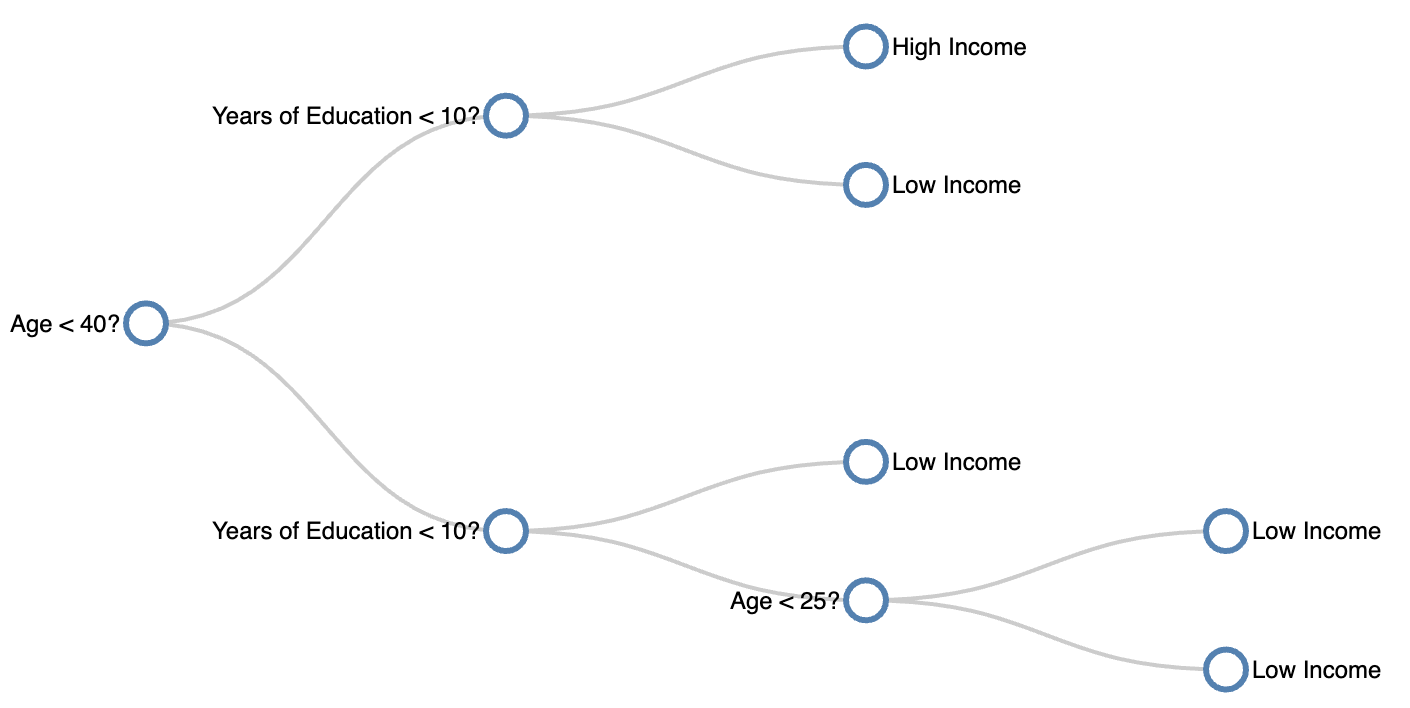 High Income
Years of Education < 10?
Low Income
Age < 40?
Low Income
Years of Education < 10?
Low Income
Age < 25?
Low Income